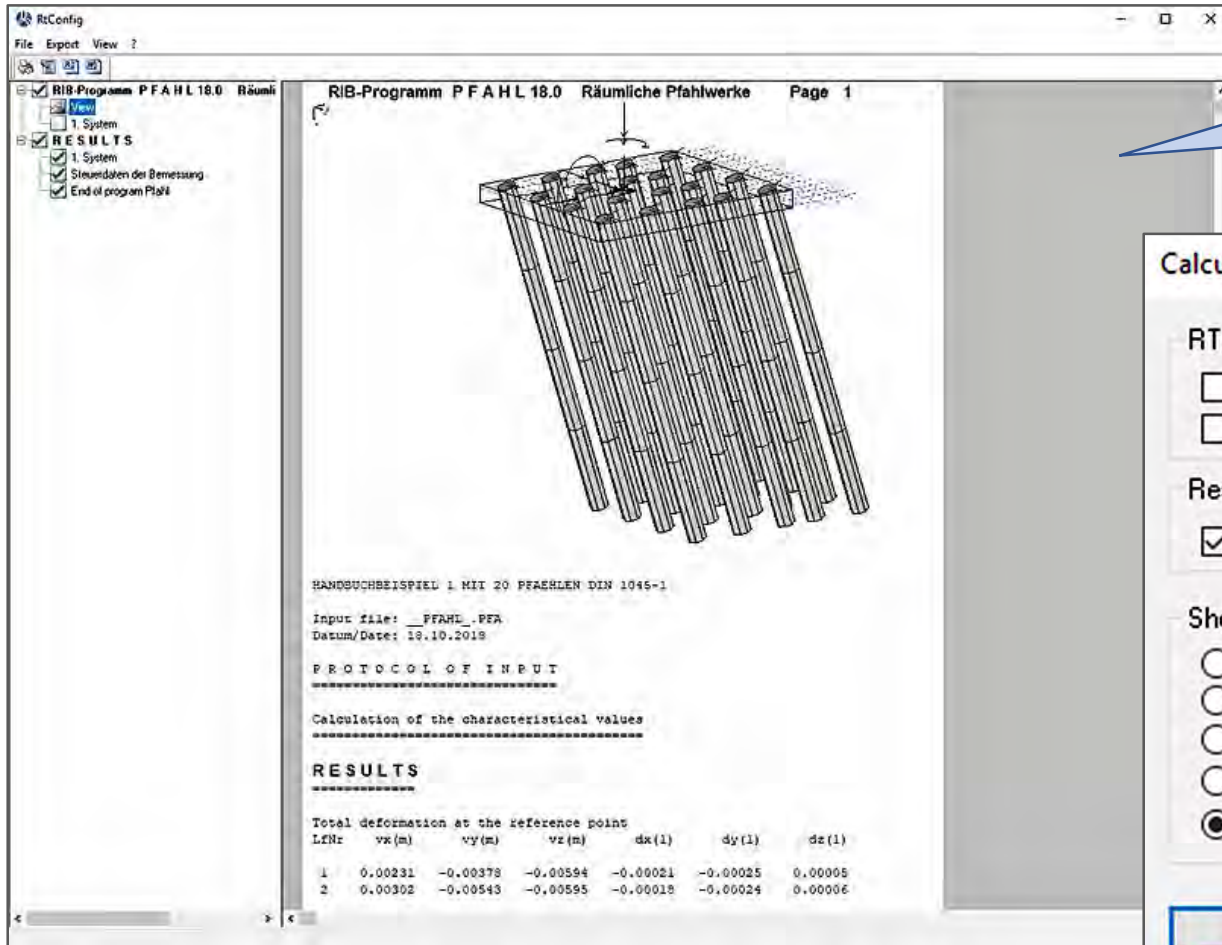 RtConfig
File Export View ?
RIB-Programm P F A H L 18.0 Räumli
View
1. System
R E S U L T S
1. System
Steuerdaten der Bemessung
End of program Pfahl
RIB-Programm P F A H L 18.0 Räumliche Pfahlwerke Page 1
HANDBUCHBEISPIEL 1 MIT 20 PFAEHLEN DIN 1045-1
Input file: __PFAHL_.PFA
Datum/Date: 18.10.2018
P R O T O C O L O F I N P U T
Calculation of the characteristical values
R E S U L T S
Total deformation at the reference point
LfNr vx(m) vy(m) vz(m) dx(1) dy(1) dz(1)
1 0.00231 -0.00378 -0.00594 -0.00021 -0.00025 0.00005
2 0.00302 -0.00543 -0.00595 -0.00018 -0.00024 0.00006
Calcu
RT
Re
Sho